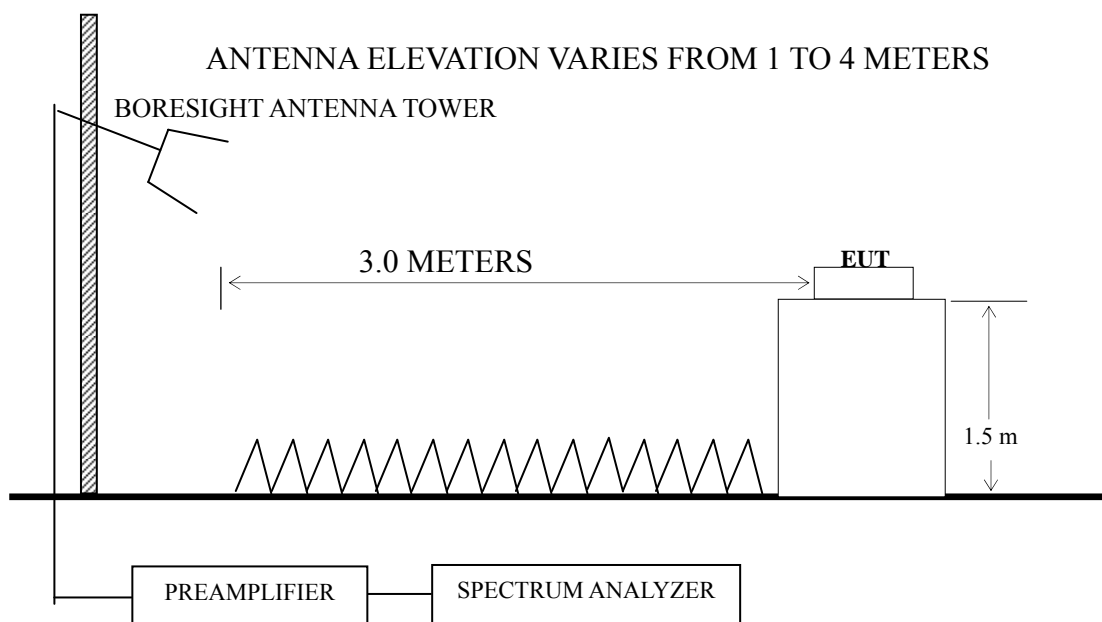 ANTENNA ELEVATION VARIES FROM 1 TO 4 METERS
BORESIGHT ANTENNA TOWER
3.0 METERS
EUT
1.5 m
PREAMPLIFIER
SPECTRUM ANALYZER